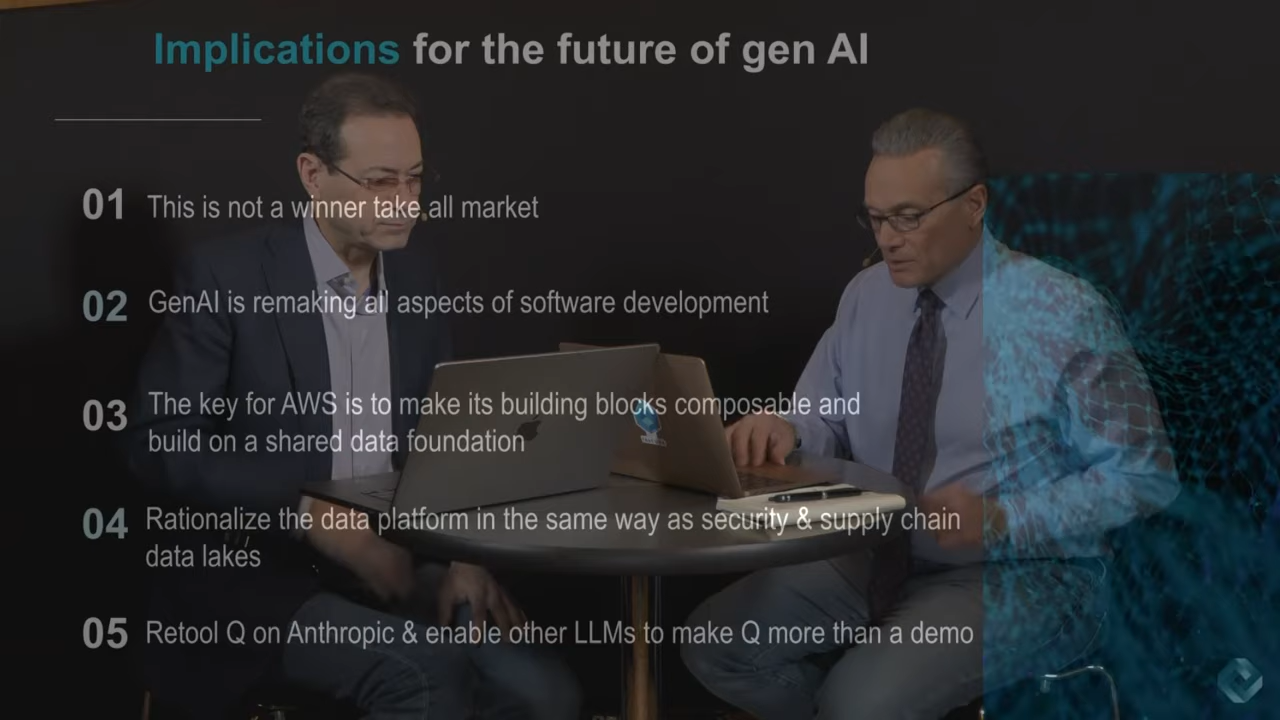 Implications for the future of gen AI
01 This is not a winner take all market
02 GenAI is remaking all aspects of software development
03 The key for AWS is to make its building blocks composable and
build on a shared data foundation
04 Rationalize the data platform in the same way as security & supply chain
data lakes
05 Retool Q on Anthropic & enable other LLMs to make Q more than a demo